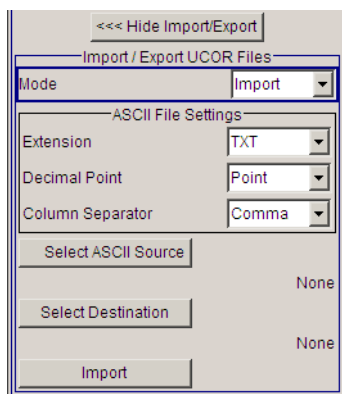 <<< Hide Import/Export
Import / Export UCOR Files
Mode Import
ASCII File Settings
Extension TXT
Decimal Point Point
Column Separator Comma
Select ASCII Source
None
Select Destination
None
Import